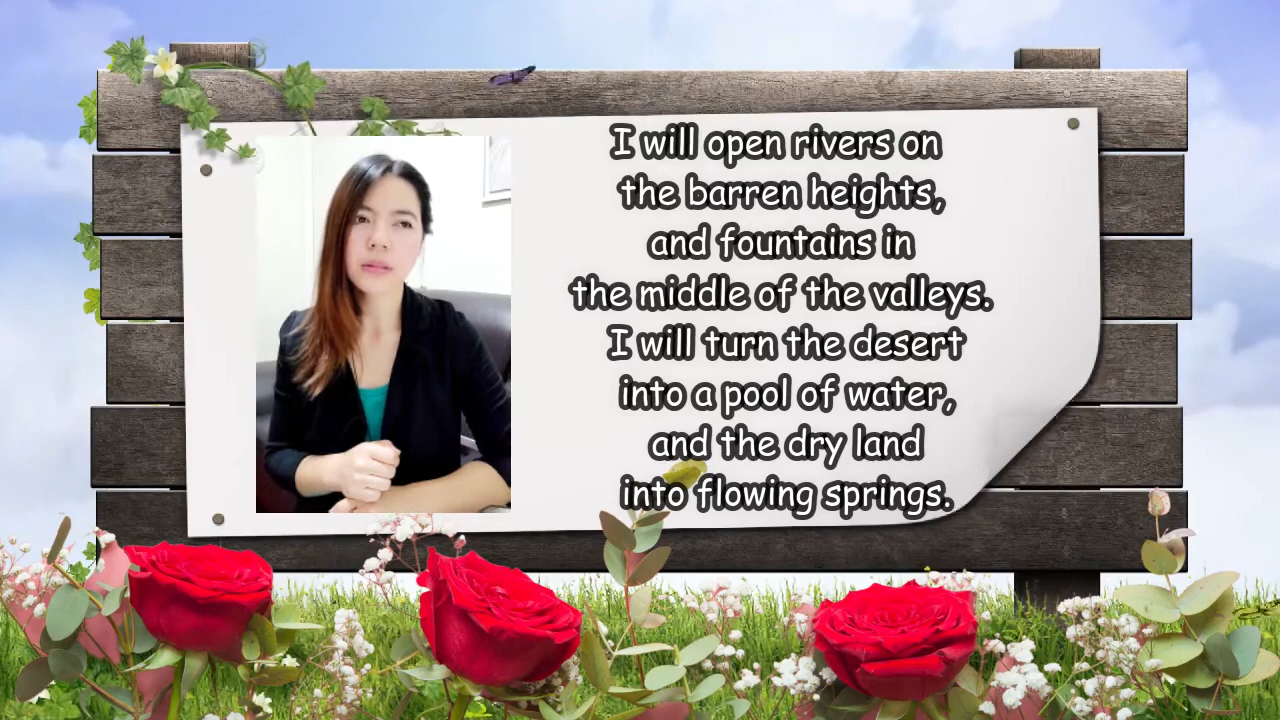 I will open rivers on
the barren heights,
and fountains in
the middle of the valleys.
I will turn the desert
into a pool of water,
and the dry land
into flowing springs.